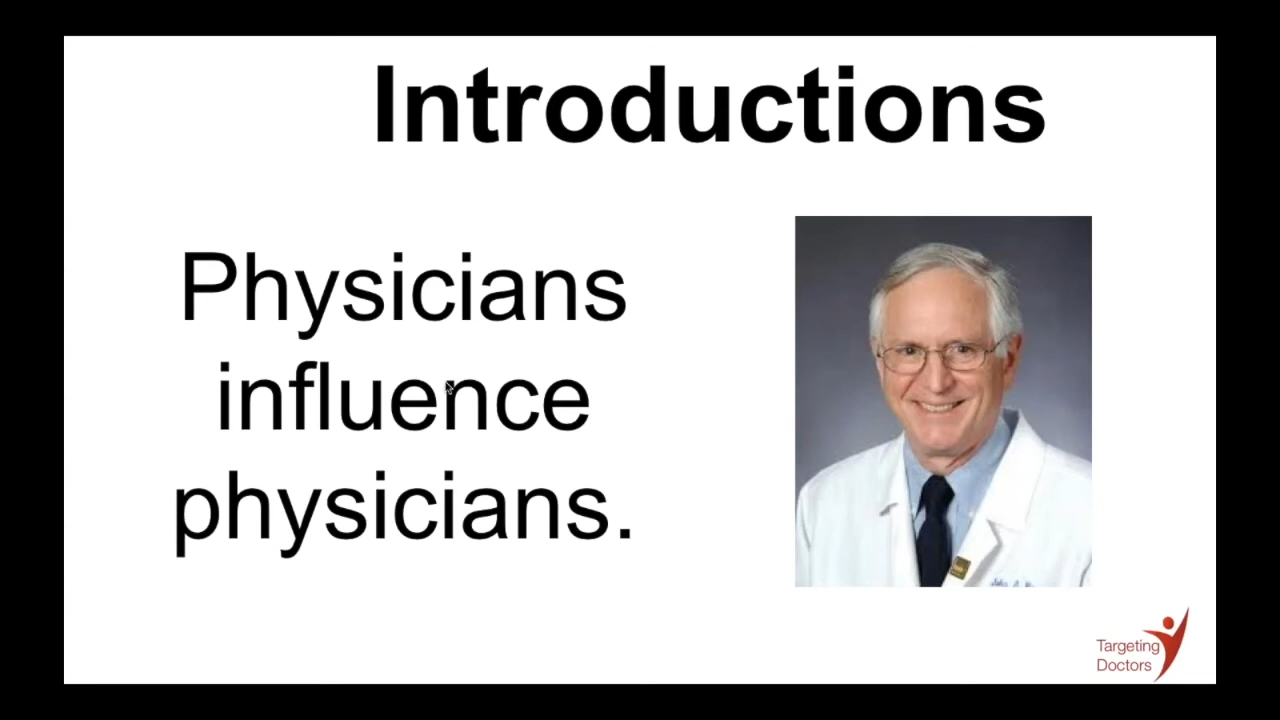 Introductions
Physicians
influence
physicians.
Targeting
Doctors